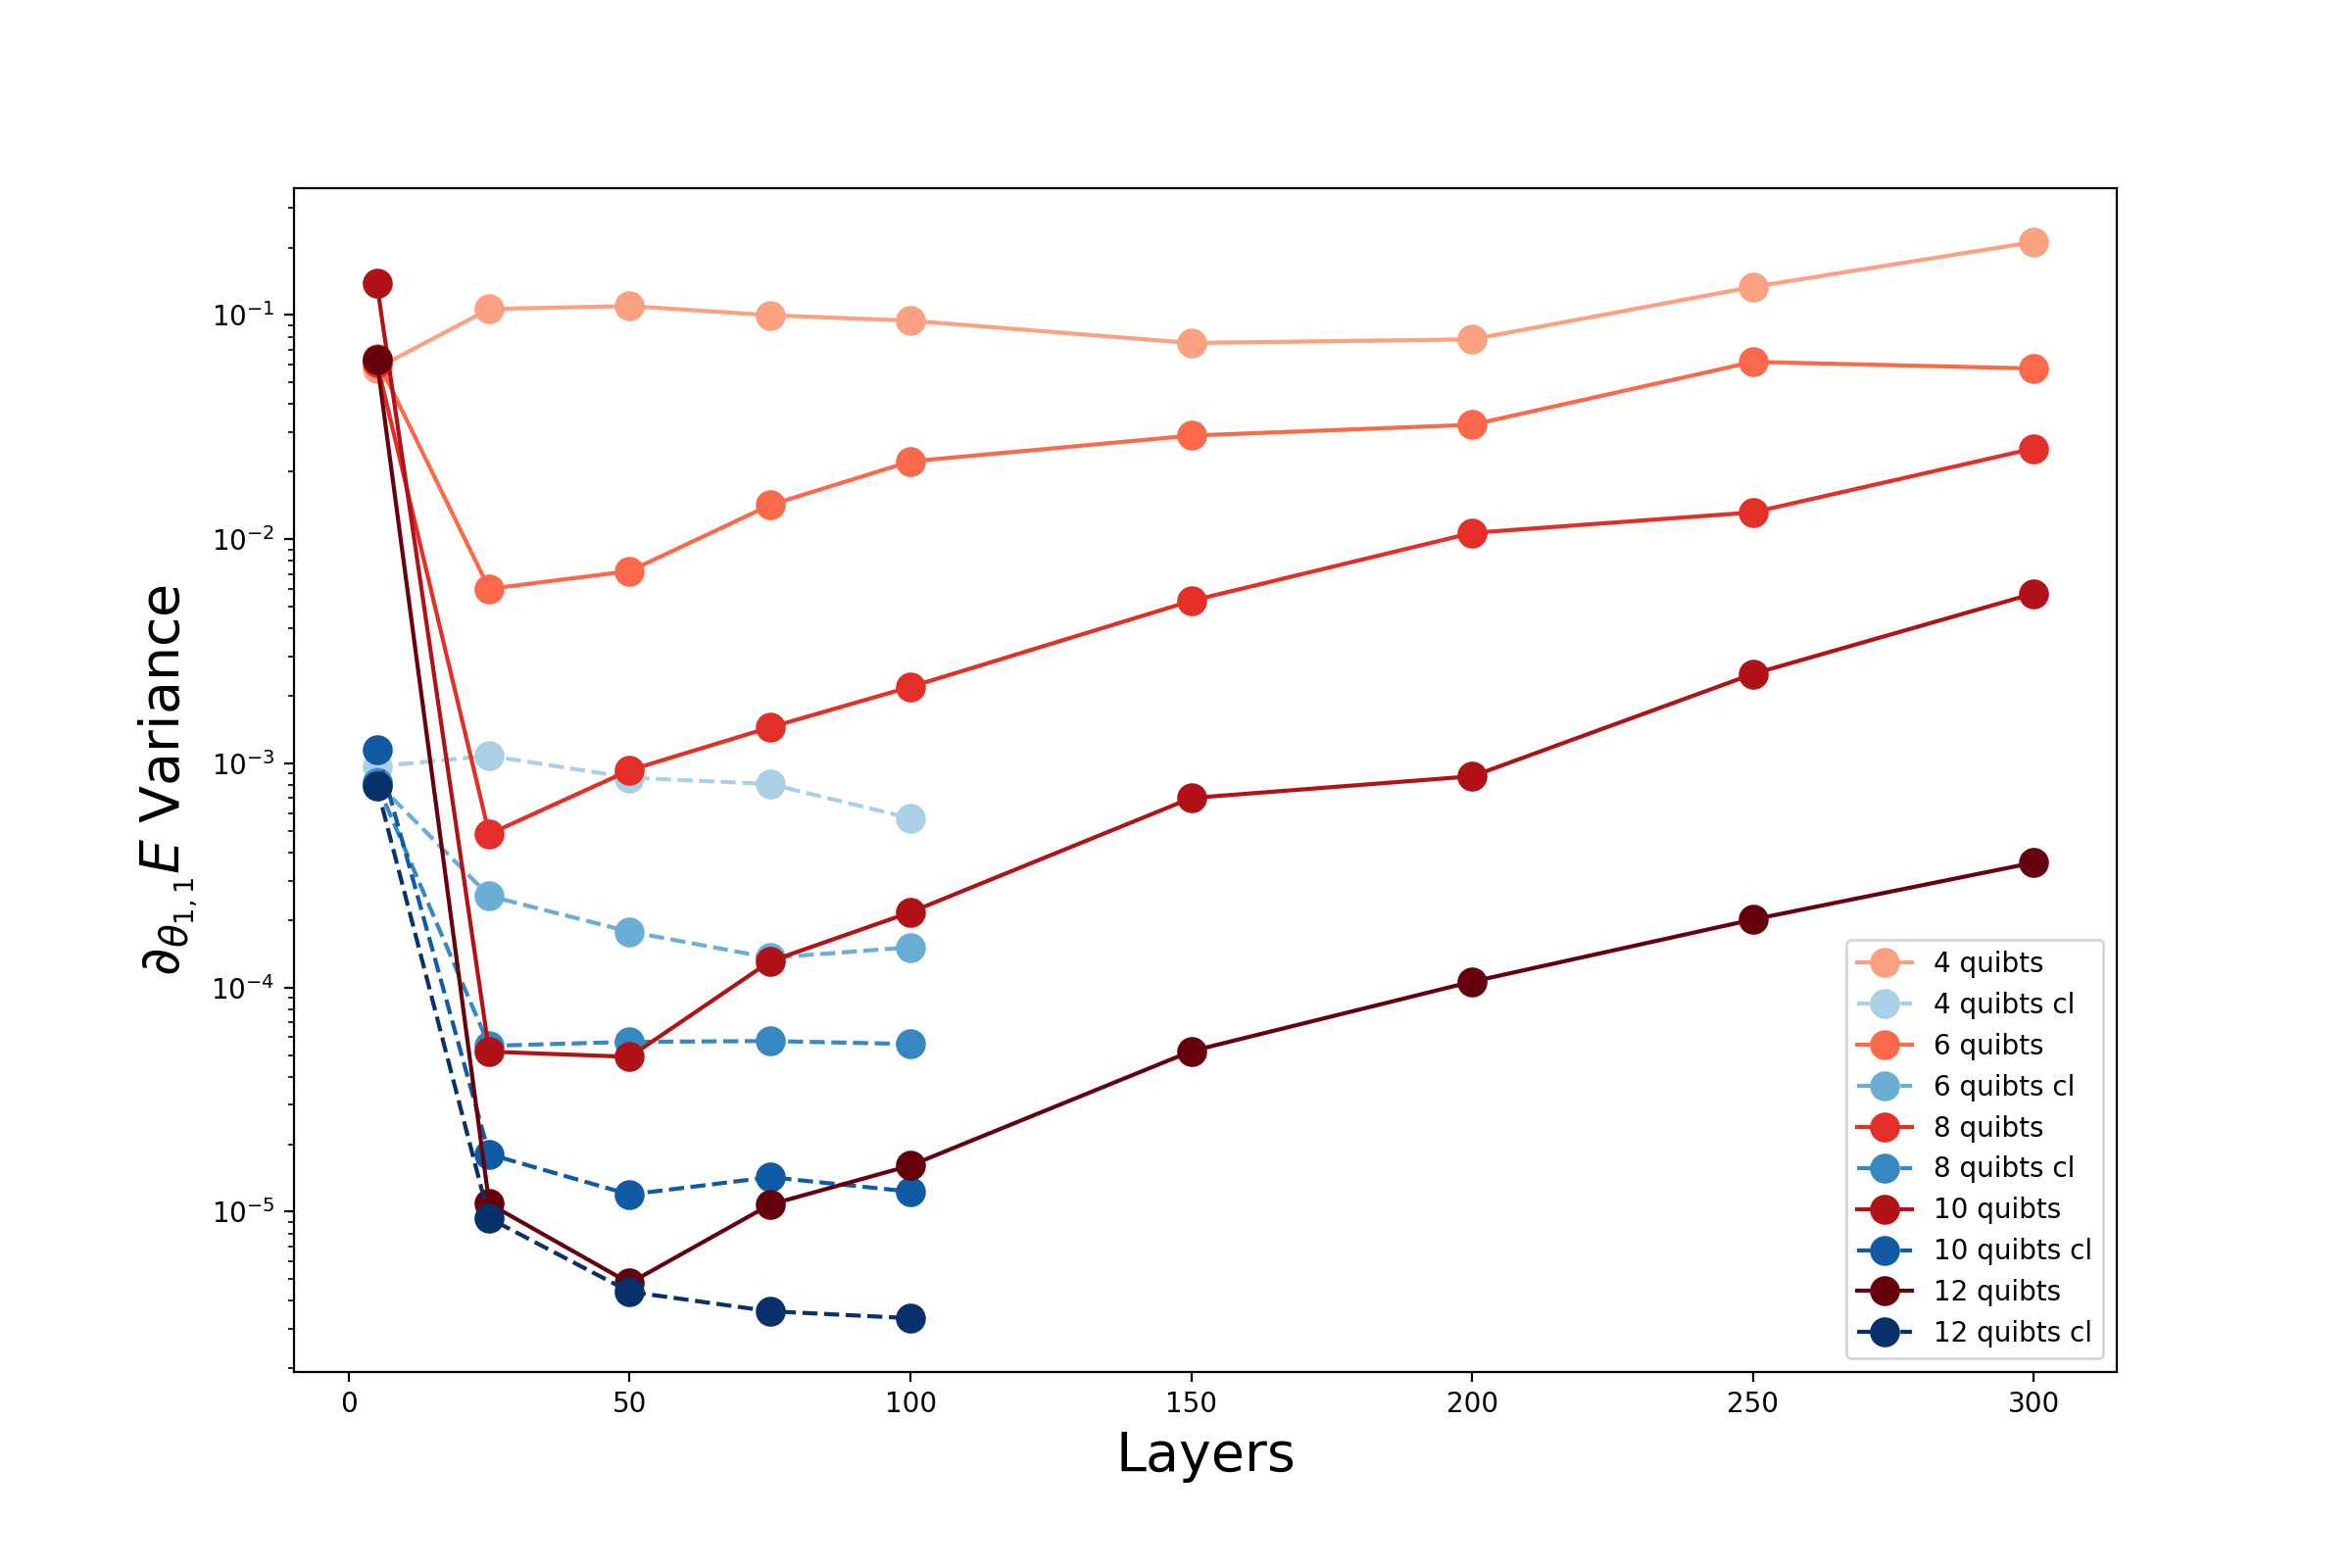 10⁻¹
10⁻²
10⁻³
10⁻⁴
10⁻⁵
∂θ₁,₁E Variance
0 50 100 150 200 250 300
Layers
4 quibts
4 quibts cl
6 quibts
6 quibts cl
8 quibts
8 quibts cl
10 quibts
10 quibts cl
12 quibts
12 quibts cl